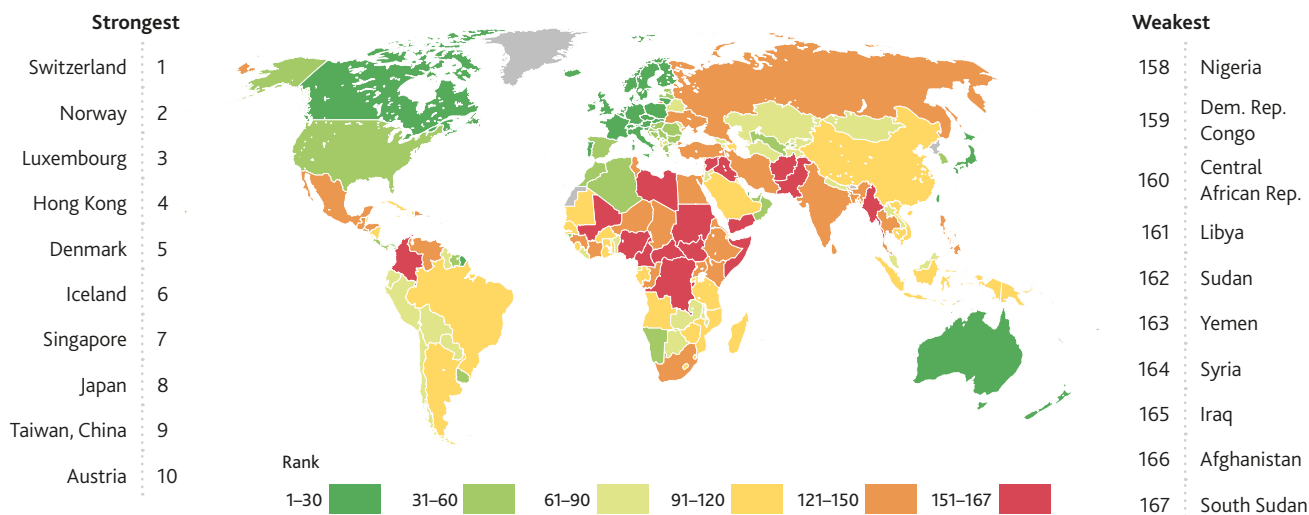 Strongest
Switzerland 1
Norway 2
Luxembourg 3
Hong Kong 4
Denmark 5
Iceland 6
Singapore 7
Japan 8
Taiwan, China 9
Austria 10
Weakest
158 Nigeria
159 Dem. Rep.
Congo
160 Central
African Rep.
161 Libya
162 Sudan
163 Yemen
164 Syria
165 Iraq
166 Afghanistan
167 South Sudan
Rank
1–30 31–60 61–90 91–120 121–150 151–167